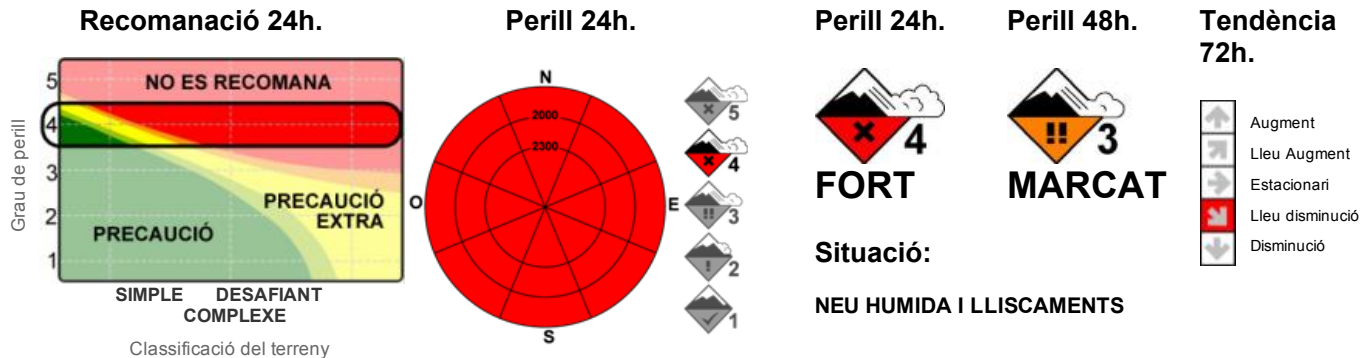 Recomanació 24h.
Grau de perill
5
4
3
2
1
NO ES RECOMANA
PRECAUCIÓ
EXTRA
PRECAUCIÓ
SIMPLE DESAFIANT
COMPLEXE
Classificació del terreny
Perill 24h.
N
2000
2300
O
E
S
5
4
3
2
1
Perill 24h.
4
FORT
Perill 48h.
3
MARCAT
Situació:
NEU HUMIDA I LLISCAMENTS
Tendència
72h.
Augment
Lleu Augment
Estacionari
Lleu disminució
Disminució